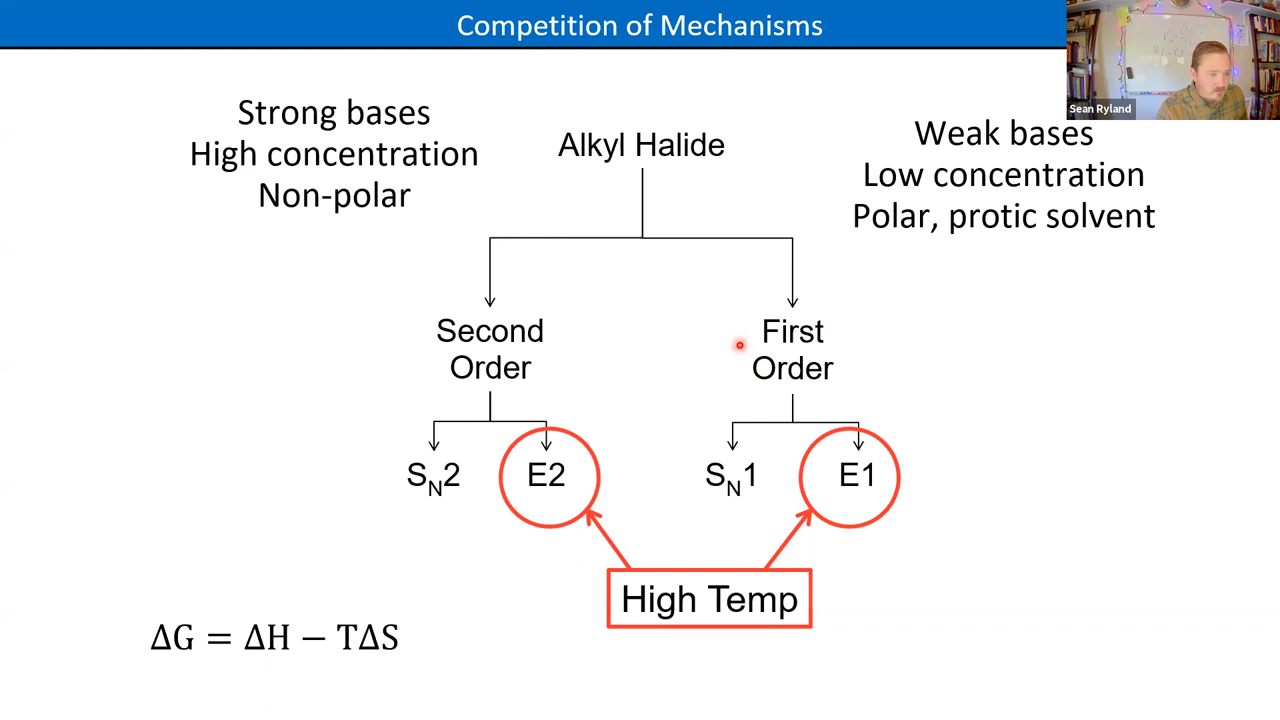 Competition of Mechanisms
Sean Ryland
Strong bases
High concentration
Non-polar
Alkyl Halide
Weak bases
Low concentration
Polar, protic solvent
Second
Order
First
Order
S_N2
E2
S_N1
E1
High Temp
ΔG = ΔH − TΔS